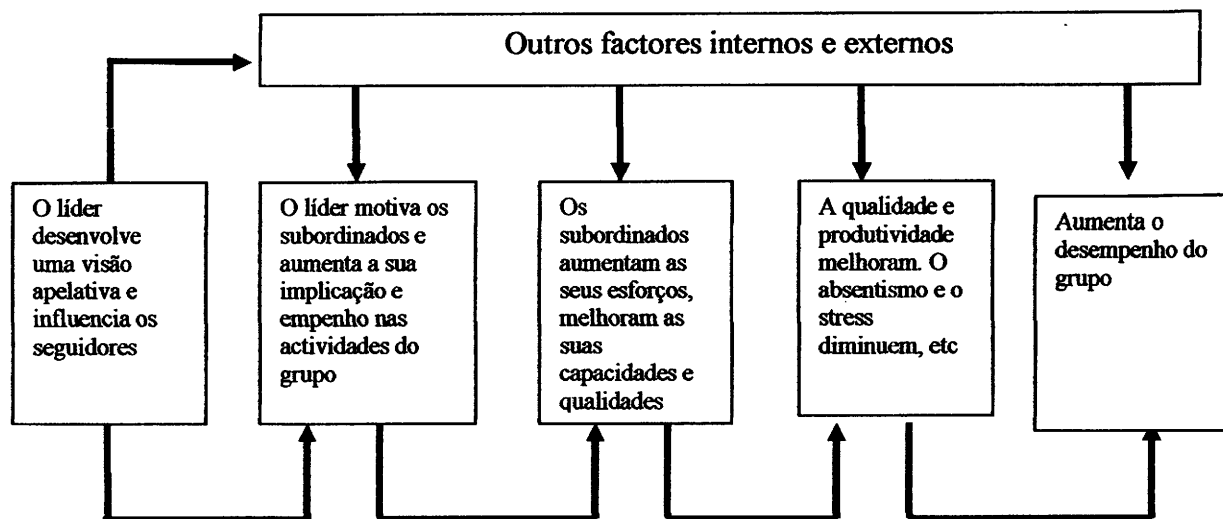 Outros factores internos e externos
O líder
desenvolve
uma visão
apelativa e
influencia os
seguidores
O líder motiva os
subordinados e
aumenta a sua
implicação e
empenho nas
actividades do
grupo
Os
subordinados
aumentam as
seus esforços,
melhoram as
suas
capacidades e
qualidades
A qualidade e
produtividade
melhoram. O
absentismo e o
stress
diminuem, etc
Aumenta o
desempenho do
grupo